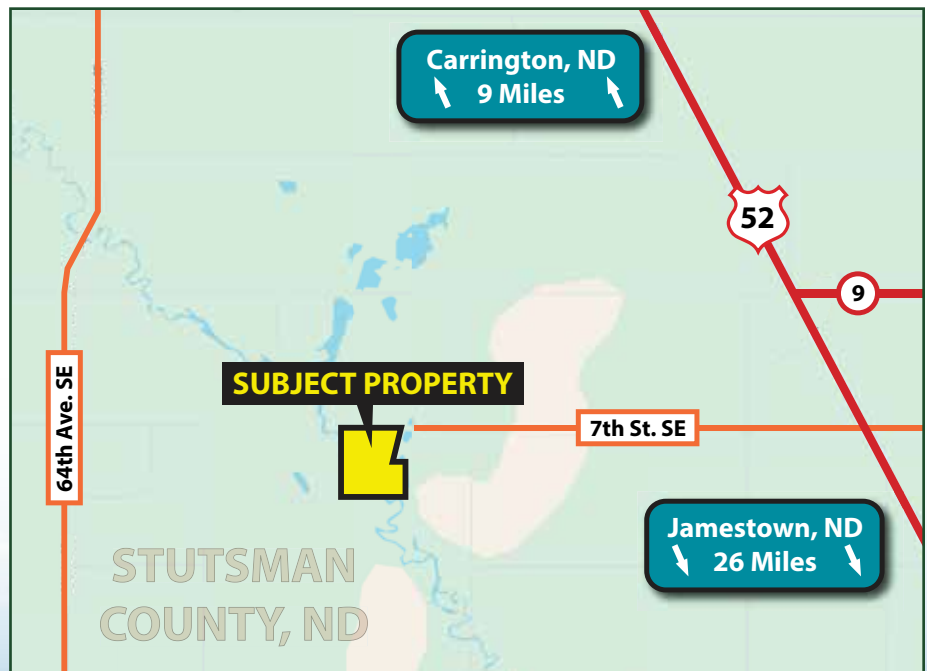 Carrington, ND
9 Miles
52
9
SUBJECT PROPERTY
64th Ave. SE
7th St. SE
Jamestown, ND
26 Miles
STUTSMAN
COUNTY, ND